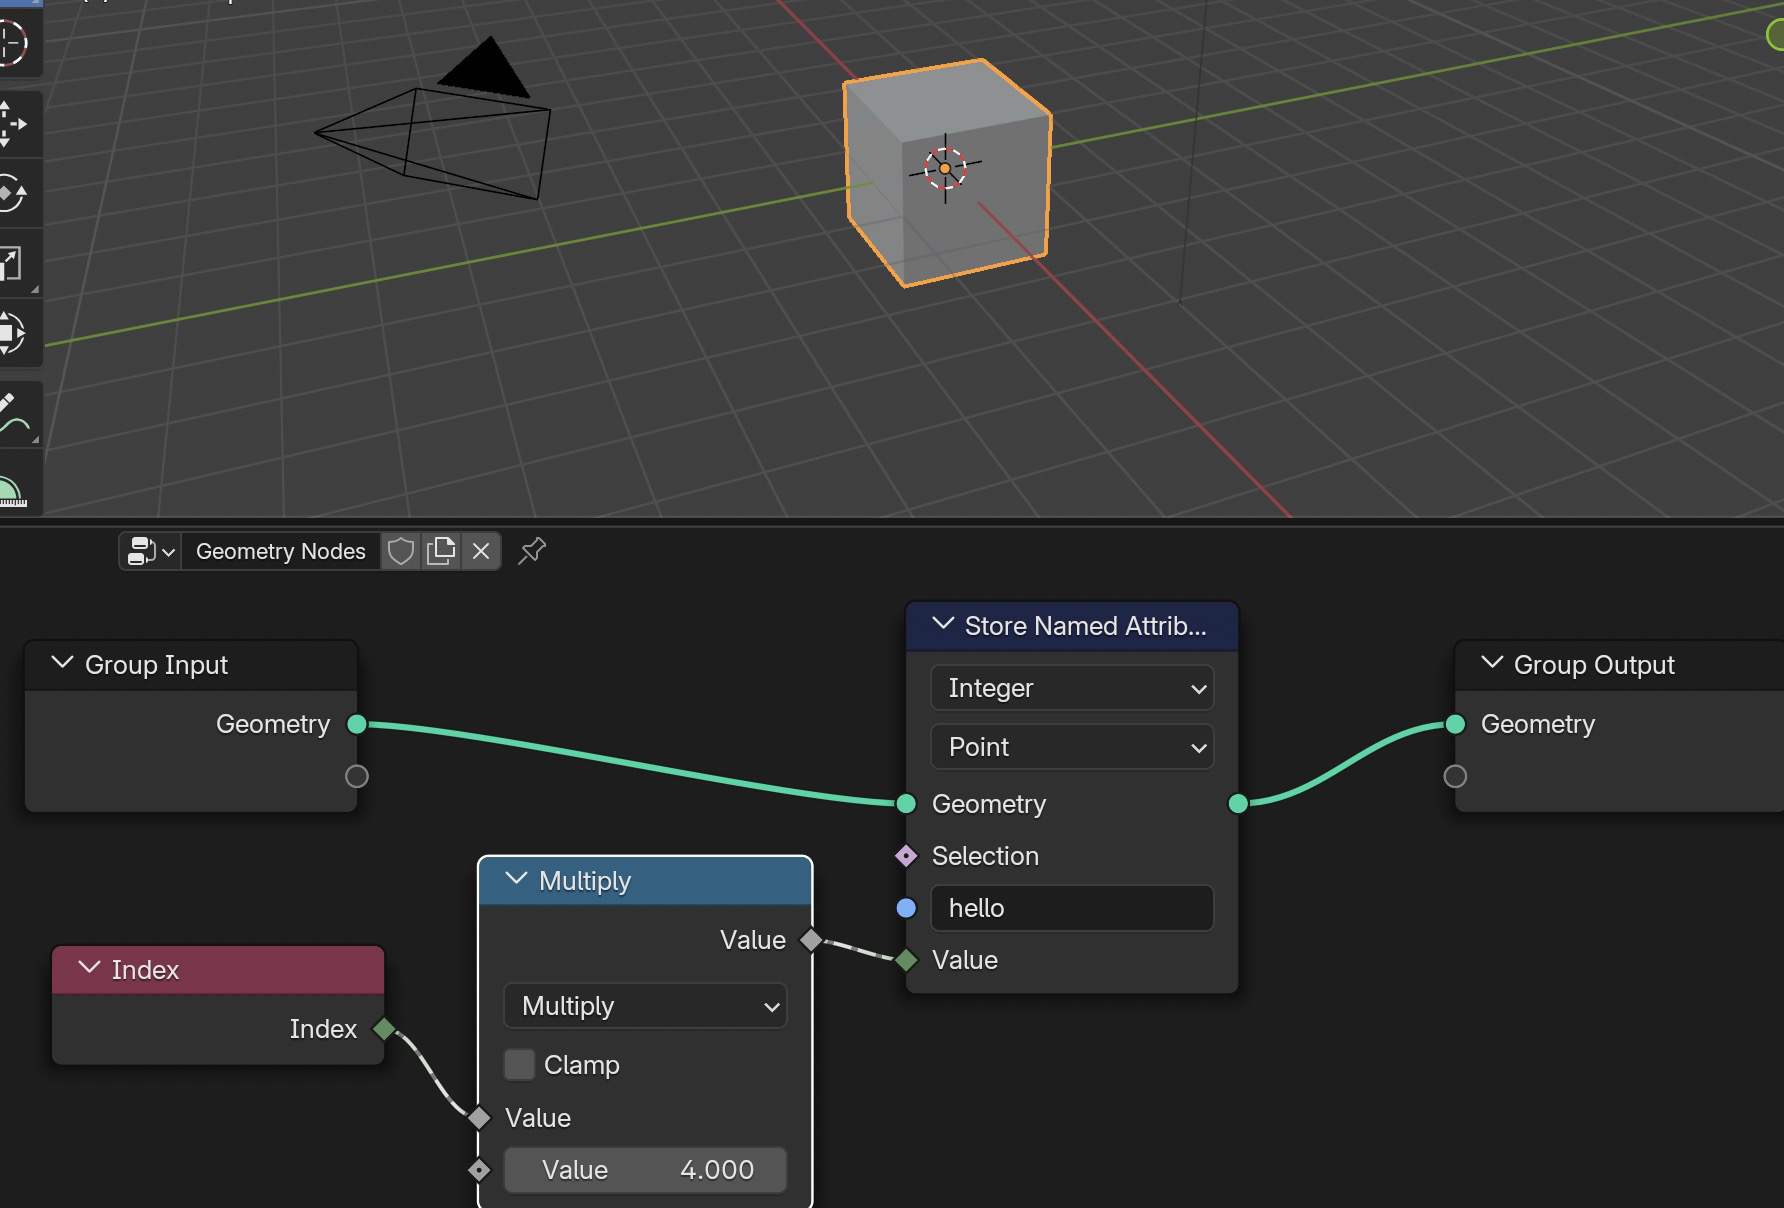 Geometry Nodes
Store Named Attrib...
Group Input
Group Output
Integer
Geometry
Geometry
Point
Geometry
Selection
Multiply
hello
Value
Value
Index
Multiply
Index
Clamp
Value
Value 4.000